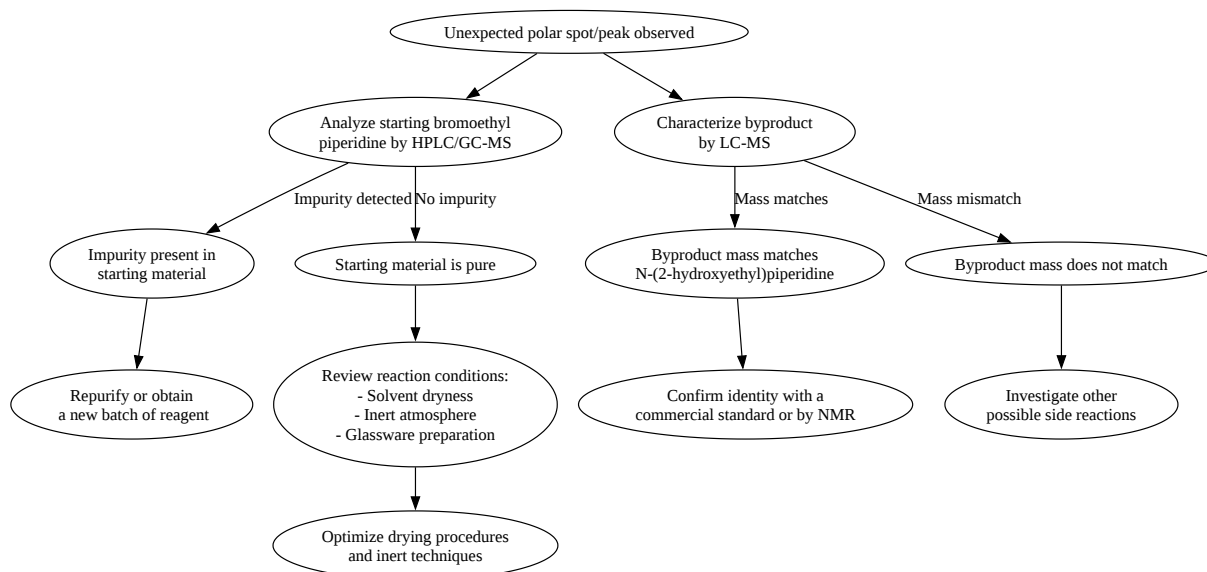 Unexpected polar spot/peak observed
Analyze starting bromoethyl
piperidine by HPLC/GC-MS
Characterize byproduct
by LC-MS
Impurity detected
No impurity
Mass matches
Mass mismatch
Impurity present in
starting material
Starting material is pure
Byproduct mass matches
N-(2-hydroxyethyl)piperidine
Byproduct mass does not match
Repurify or obtain
a new batch of reagent
Review reaction conditions:
- Solvent dryness
- Inert atmosphere
- Glassware preparation
Confirm identity with a
commercial standard or by NMR
Investigate other
possible side reactions
Optimize drying procedures
and inert techniques